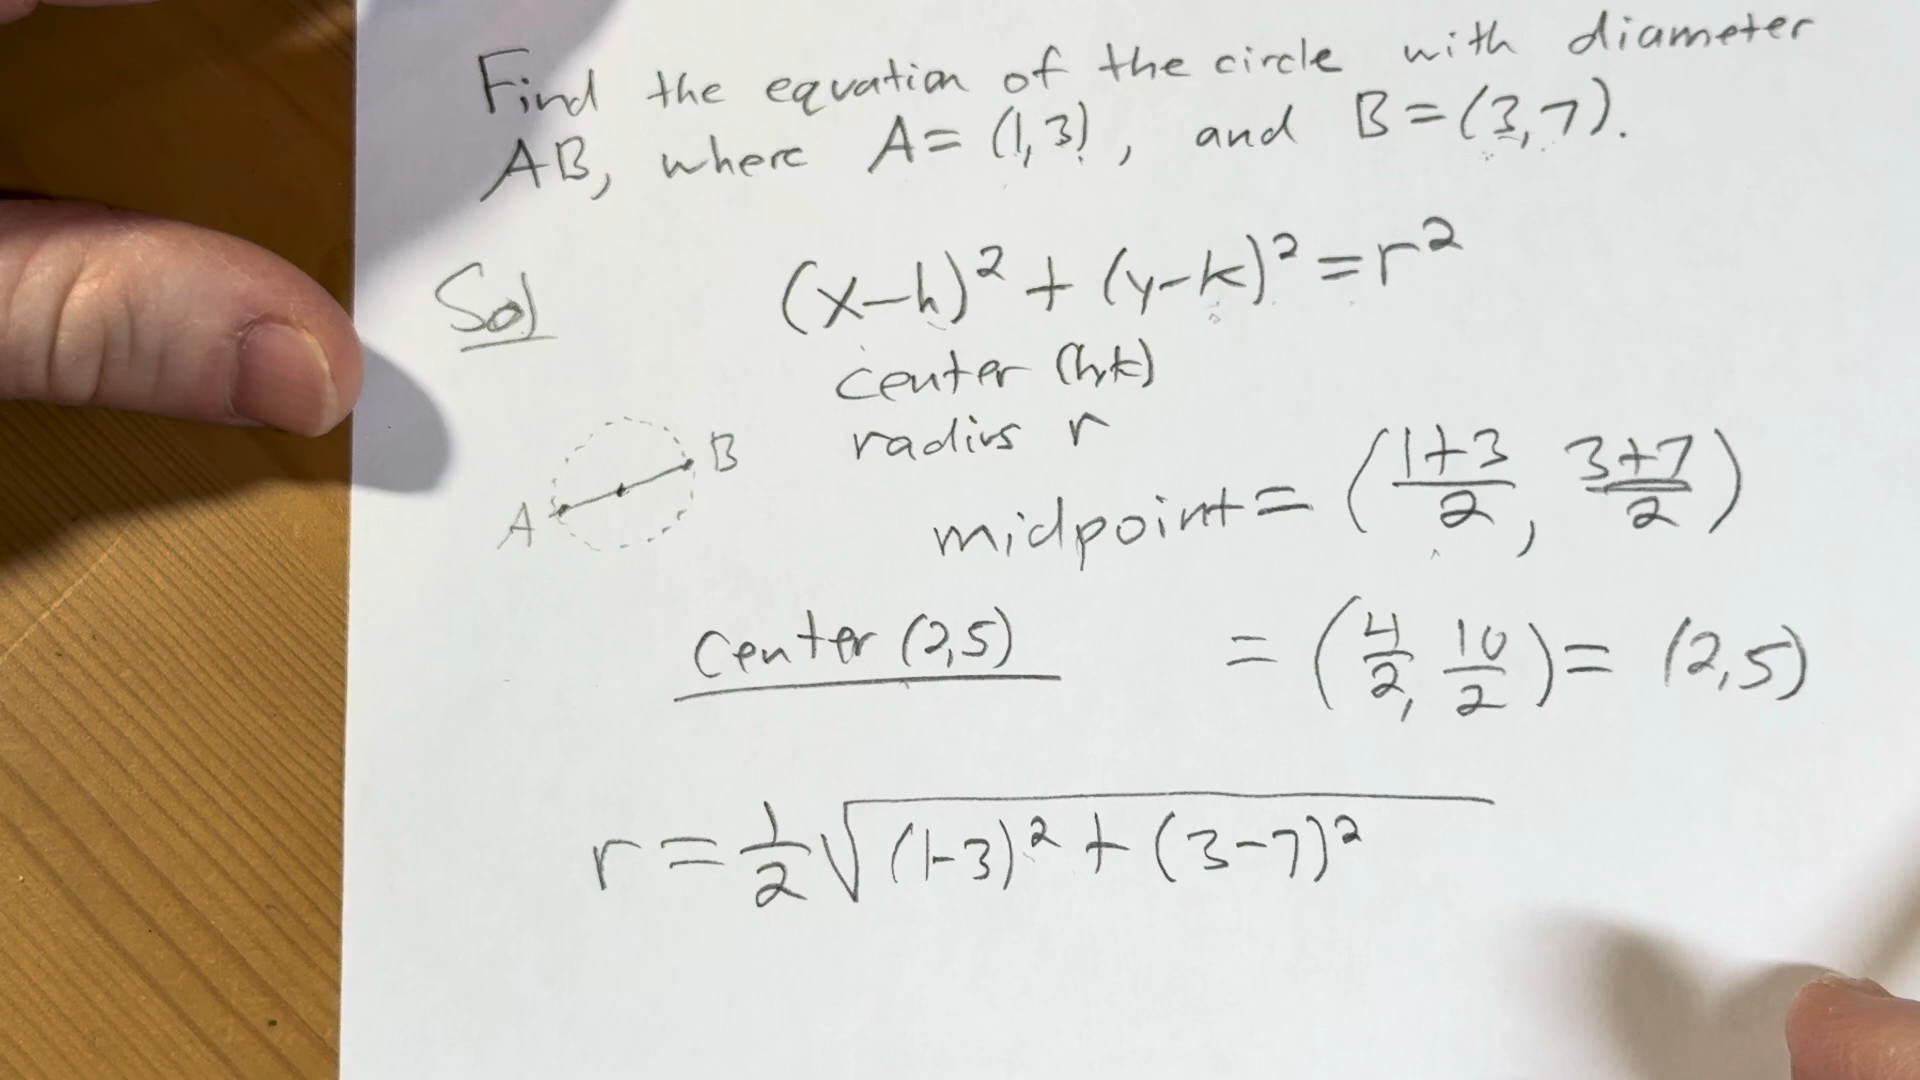 Find the equation of the circle with diameter
AB, where A = (1,3), and B = (3,7).
Sol
(x-h)² + (y-k)² = r²
center (h,k)
radius r
A B
midpoint = (1+3/2, 3+7/2)
center (2,5)
= (4/2, 10/2) = (2,5)
r = 1/2 √(1-3)² + (3-7)²